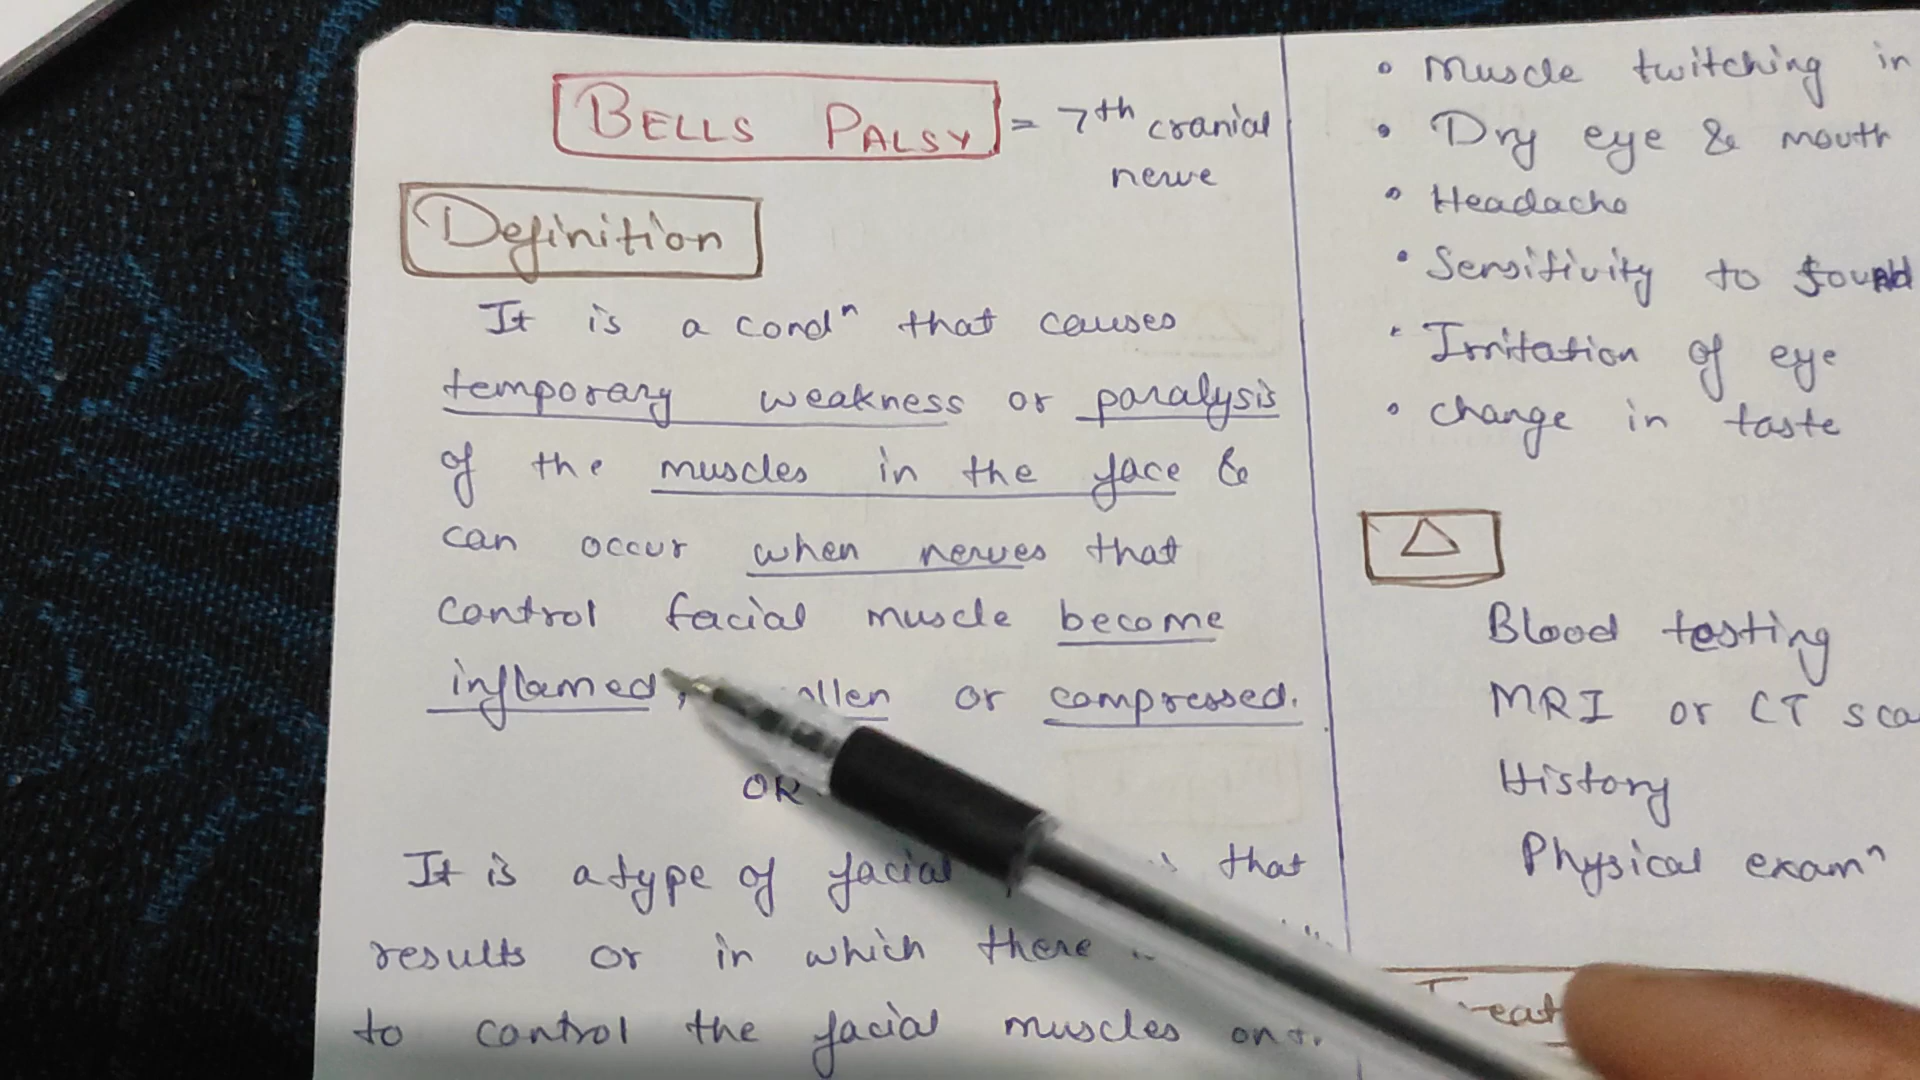 BELLS PALSY = 7th cranial
nerve
Definition
It is a condn that causes
temporary weakness or paralysis
of the muscles in the face &
can occur when nerves that
control facial muscle become
inflamed, or compressed.
OR
It is a type of facial that
results or in which there
to control the facial muscles
• Muscle twitching in
• Dry eye & mouth
• Headache
• Sensitivity to sound
• Irritation of eye
• change in taste
△
Blood testing
MRI or CT
History
Physical examn